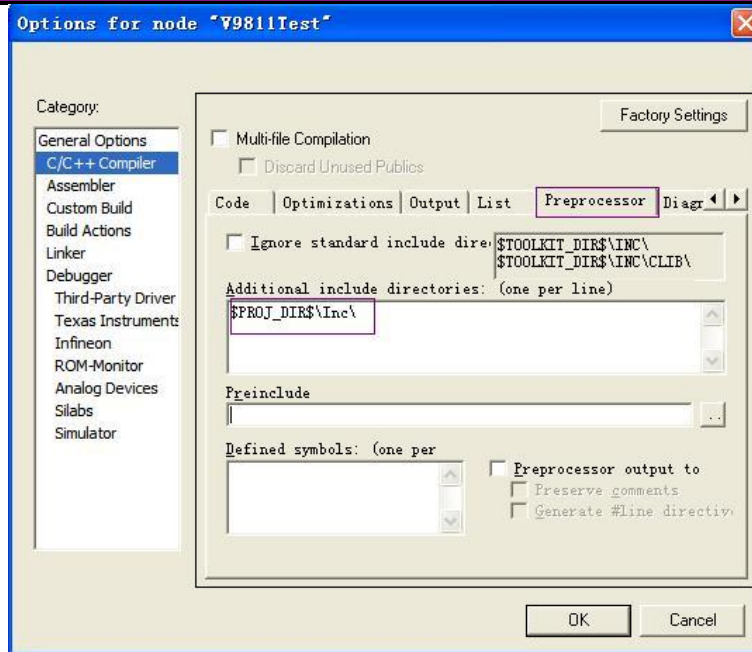 Options for node "V9811Test"
Category:
General Options
C/C++ Compiler
Assembler
Custom Build
Build Actions
Linker
Debugger
Third-Party Driver
Texas Instruments
Infineon
ROM-Monitor
Analog Devices
Silabs
Simulator
Factory Settings
Multi-file Compilation
Discard Unused Publics
Code Optimizations Output List Preprocessor Diagr
Ignore standard include dire
$TOOLKIT_DIR$\INC\
$TOOLKIT_DIR$\INC\CLIB\
Additional include directories: (one per line)
$PROJ_DIR$\Inc\
Preinclude
..
Defined symbols: (one per
Preprocessor output to
Preserve comments
Generate #line directiv
OK Cancel